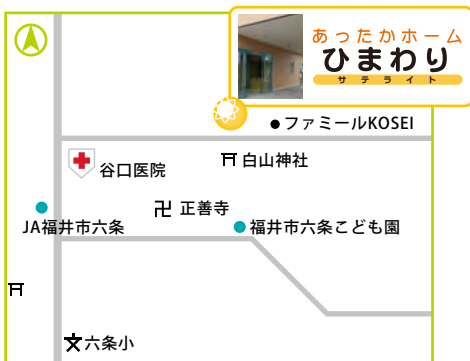 あったかホーム
ひまわり
サテライト
ファミールKOSEI
白山神社
谷口医院
正善寺
JA福井市六条
福井市六条こども園
六条小